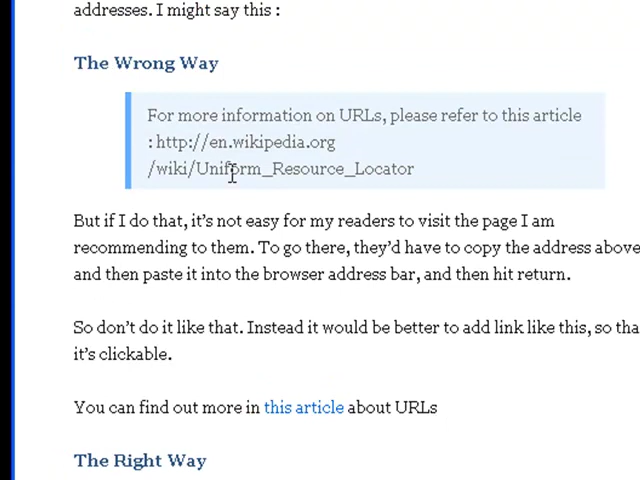 addresses. I might say this :
The Wrong Way
For more information on URLs, please refer to this article
: http://en.wikipedia.org
/wiki/Uniform_Resource_Locator
But if I do that, it's not easy for my readers to visit the page I am
recommending to them. To go there, they'd have to copy the address above
and then paste it into the browser address bar, and then hit return.
So don't do it like that. Instead it would be better to add link like this, so tha
it's clickable.
You can find out more in this article about URLs
The Right Way